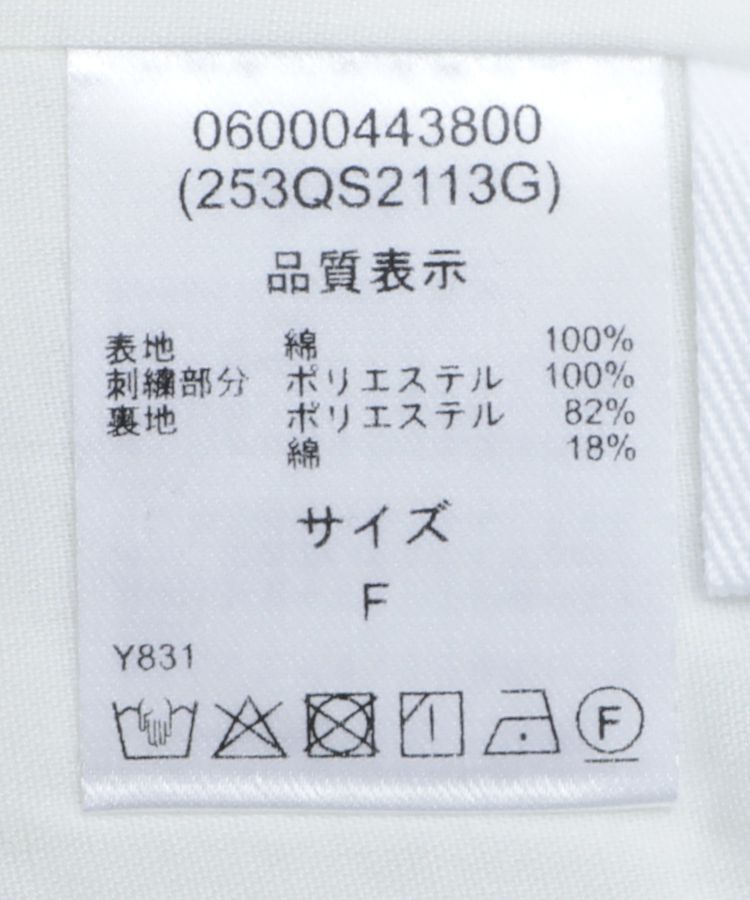 06000443800
(253QS2113G)
品質表示
表地 綿 100%
刺繍部分 ポリエステル 100%
裏地 ポリエステル 82%
綿 18%
サイズ
F
Y831
F